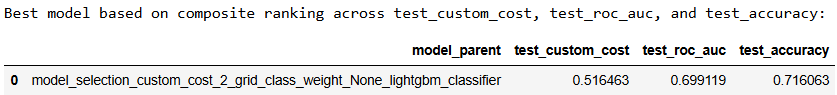 Best model based on composite ranking across test_custom_cost, test_roc_auc, and test_accuracy:
model_parent test_custom_cost test_roc_auc test_accuracy
0 model_selection_custom_cost_2_grid_class_weight_None_lightgbm_classifier 0.516463 0.699119 0.716063